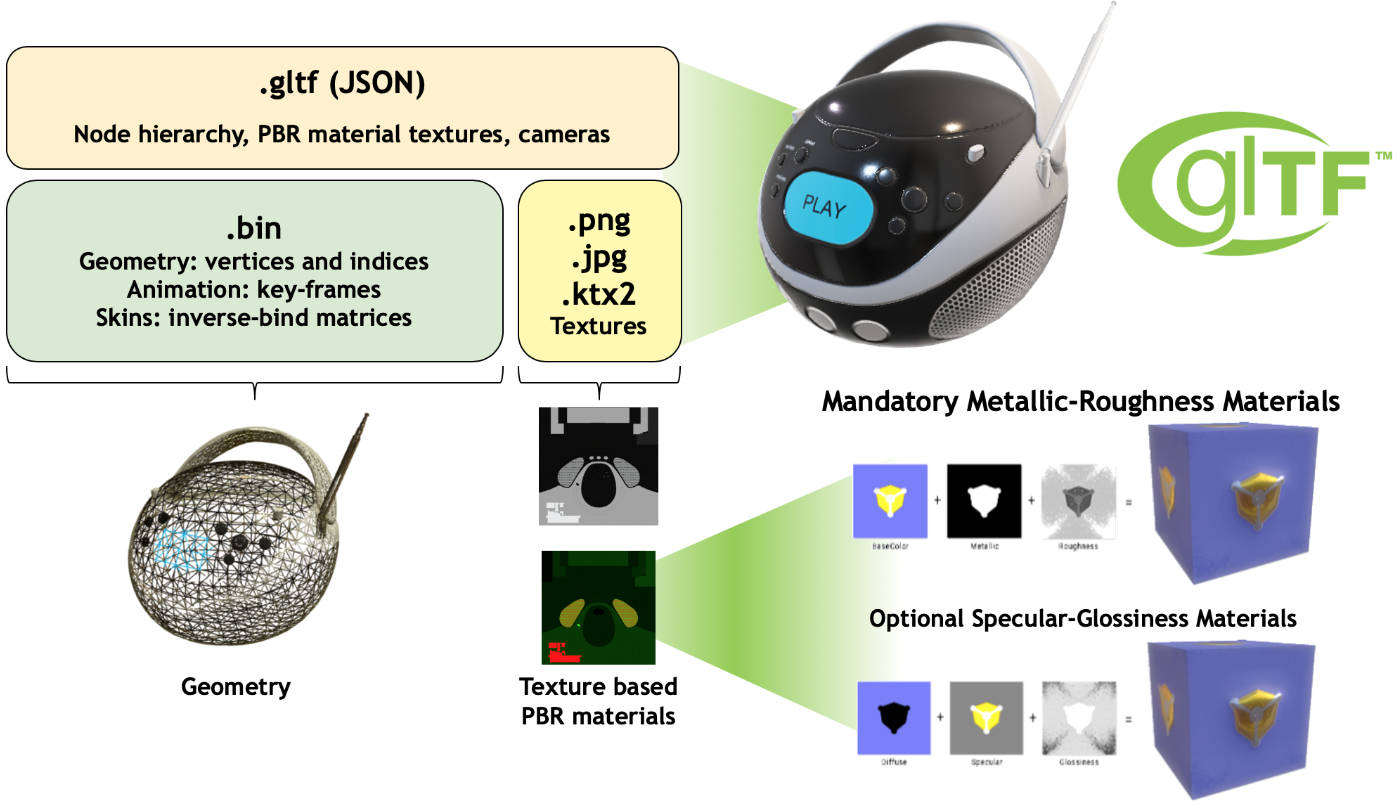 .gltf (JSON)
Node hierarchy, PBR material textures, cameras
.bin
Geometry: vertices and indices
Animation: key-frames
Skins: inverse-bind matrices
.png
.jpg
.ktx2
Textures
PLAY
glTF™
Geometry
Texture based
PBR materials
Mandatory Metallic-Roughness Materials
+ + =
BaseColor Metallic Roughness
Optional Specular-Glossiness Materials
+ + =
Diffuse Specular Glossiness